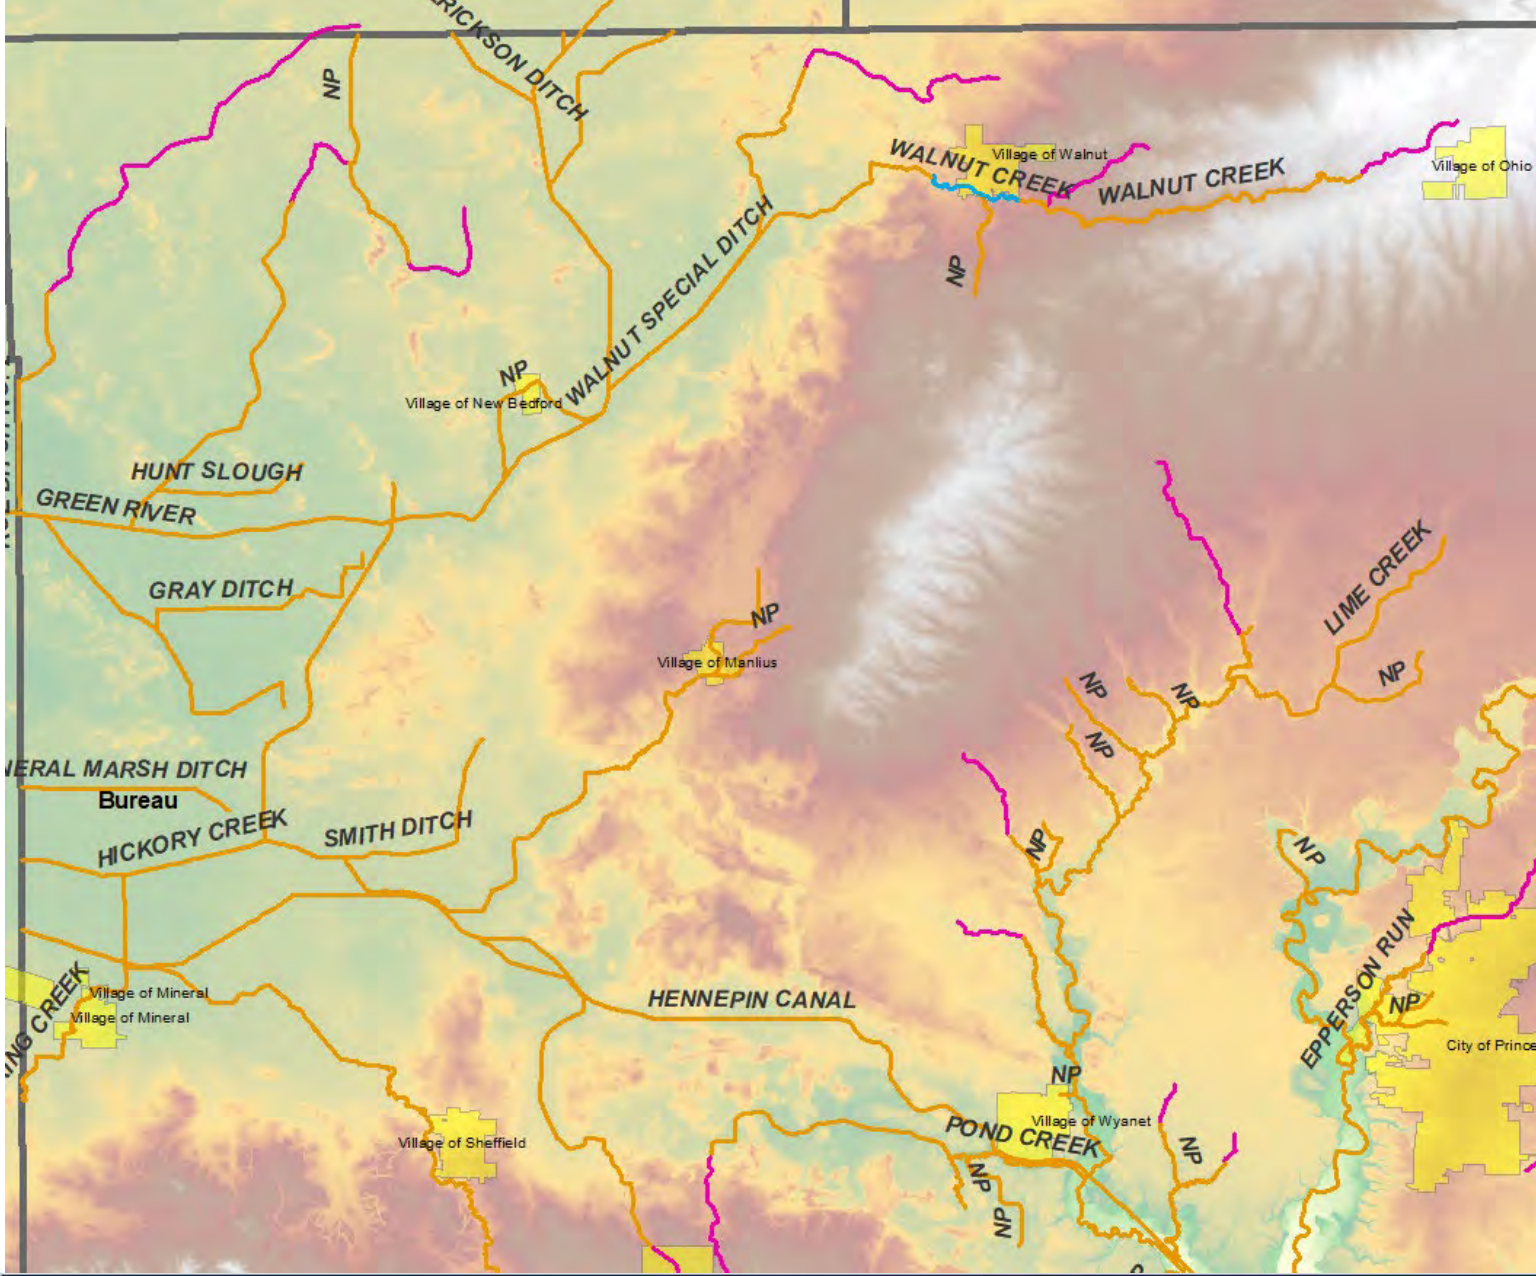 ERICKSON DITCH
NP
WALNUT CREEK
Village of Walnut
WALNUT CREEK
Village of Ohio
NP
WALNUT SPECIAL DITCH
NP
Village of New Bedford
HUNT SLOUGH
GREEN RIVER
GRAY DITCH
LIME CREEK
NP
Village of Manlius
NP
NP
NP
NP
NERAL MARSH DITCH
Bureau
HICKORY CREEK
SMITH DITCH
NP
NP
EPPERSON RUN
NP
City of Prince
HENNEPIN CANAL
Village of Mineral
Village of Mineral
ING CREEK
NP
Village of Wyanet
POND CREEK
Village of Sheffield
NP
NP
NP